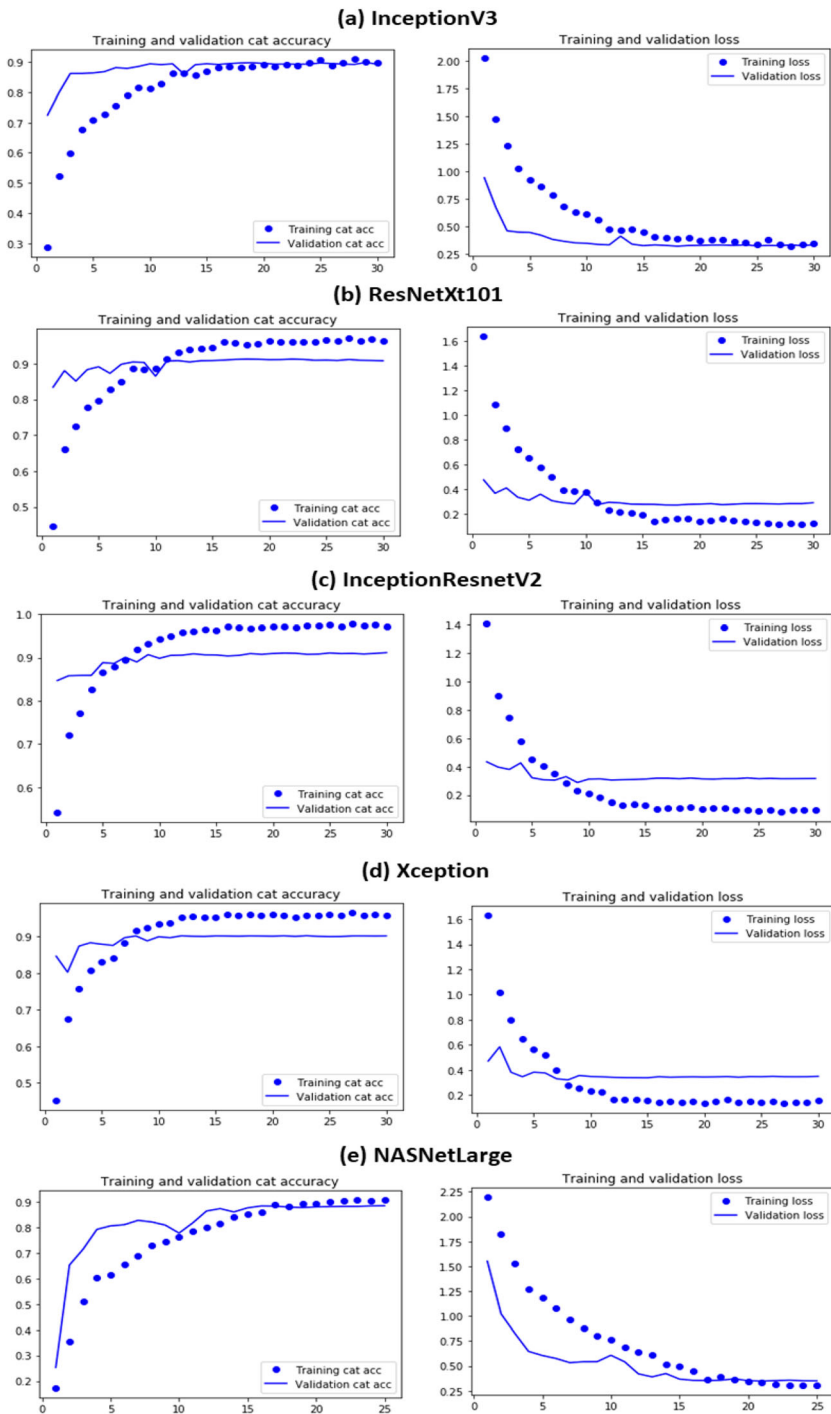 (a) InceptionV3
Training and validation cat accuracy
0.9
0.8
0.7
0.6
0.5
0.4
0.3
Training cat acc
Validation cat acc
0 5 10 15 20 25 30
Training and validation loss
2.00
1.75
1.50
1.25
1.00
0.75
0.50
0.25
Training loss
Validation loss
0 5 10 15 20 25 30
(b) ResNetXt101
Training and validation cat accuracy
0.9
0.8
0.7
0.6
0.5
Training cat acc
Validation cat acc
0 5 10 15 20 25 30
Training and validation loss
1.6
1.4
1.2
1.0
0.8
0.6
0.4
0.2
Training loss
Validation loss
0 5 10 15 20 25 30
(c) InceptionResnetV2
Training and validation cat accuracy
1.0
0.9
0.8
0.7
0.6
Training cat acc
Validation cat acc
0 5 10 15 20 25 30
Training and validation loss
1.4
1.2
1.0
0.8
0.6
0.4
0.2
Training loss
Validation loss
0 5 10 15 20 25 30
(d) Xception
Training and validation cat accuracy
0.9
0.8
0.7
0.6
0.5
Training cat acc
Validation cat acc
0 5 10 15 20 25 30
Training and validation loss
1.6
1.4
1.2
1.0
0.8
0.6
0.4
0.2
Training loss
Validation loss
0 5 10 15 20 25 30
(e) NASNetLarge
Training and validation cat accuracy
0.9
0.8
0.7
0.6
0.5
0.4
0.3
0.2
Training cat acc
Validation cat acc
0 5 10 15 20 25
Training and validation loss
2.25
2.00
1.75
1.50
1.25
1.00
0.75
0.50
0.25
Training loss
Validation loss
0 5 10 15 20 25